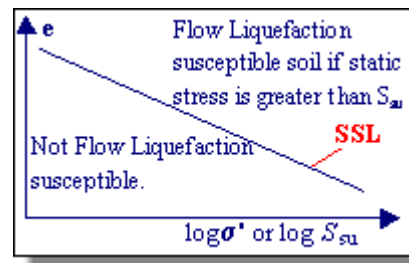 e
Flow Liquefaction
susceptible soil if static
stress is greater than Ssu
SSL
Not Flow Liquefaction
susceptible.
logσ' or log Ssu